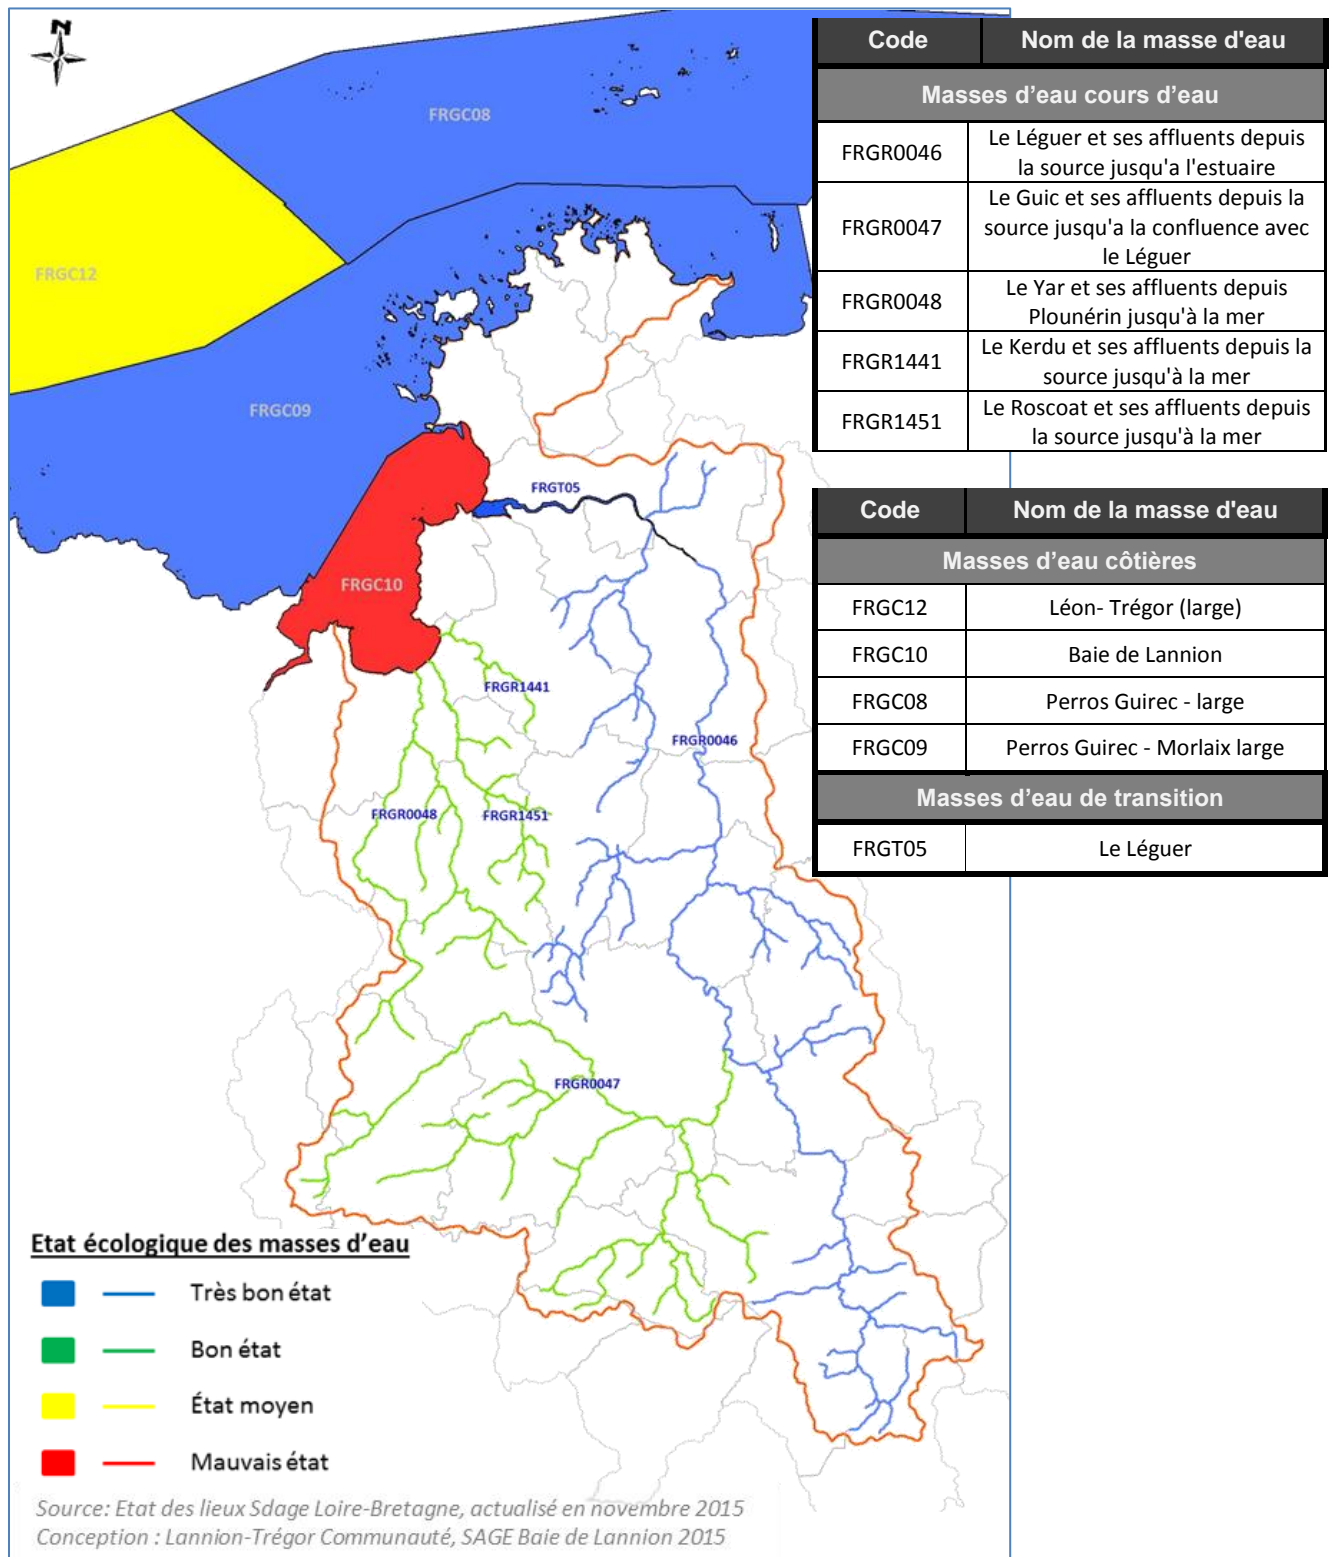 N
FRGC08
FRGC12
FRGC09
FRGT05
FRGC10
FRGR1441
FRGR0046
FRGR0048
FRGR1451
FRGR0047
Code Nom de la masse d'eau
Masses d’eau cours d’eau
FRGR0046 Le Léguer et ses affluents depuis
la source jusqu'a l'estuaire
FRGR0047 Le Guic et ses affluents depuis la
source jusqu'a la confluence avec
le Léguer
FRGR0048 Le Yar et ses affluents depuis
Plounérin jusqu'à la mer
FRGR1441 Le Kerdu et ses affluents depuis la
source jusqu'à la mer
FRGR1451 Le Roscoat et ses affluents depuis
la source jusqu'à la mer
Code Nom de la masse d'eau
Masses d’eau côtières
FRGC12 Léon- Trégor (large)
FRGC10 Baie de Lannion
FRGC08 Perros Guirec - large
FRGC09 Perros Guirec - Morlaix large
Masses d’eau de transition
FRGT05 Le Léguer
Etat écologique des masses d’eau
Très bon état
Bon état
État moyen
Mauvais état
Source: Etat des lieux Sdage Loire-Bretagne, actualisé en novembre 2015
Conception : Lannion-Trégor Communauté, SAGE Baie de Lannion 2015